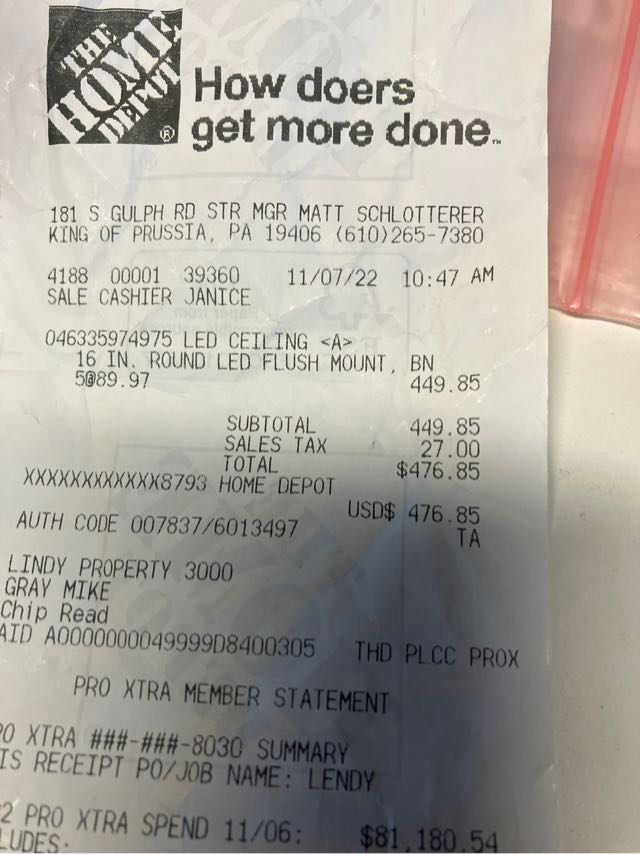 THE
HOME
DEPOT
®
How doers
get more done™
181 S GULPH RD STR MGR MATT SCHLOTTERER
KING OF PRUSSIA, PA 19406 (610)265-7380
4188 00001 39360 11/07/22 10:47 AM
SALE CASHIER JANICE
046335974975 LED CEILING <A>
16 IN. ROUND LED FLUSH MOUNT, BN
5@89.97 449.85
SUBTOTAL 449.85
SALES TAX 27.00
TOTAL $476.85
XXXXXXXXXXXX8793 HOME DEPOT
USD$ 476.85
AUTH CODE 007837/6013497 TA
LINDY PROPERTY 3000
GRAY MIKE
Chip Read
AID A0000000049999D8400305 THD PLCC PROX
PRO XTRA MEMBER STATEMENT
O XTRA ###-###-8030 SUMMARY
IS RECEIPT PO/JOB NAME: LENDY
2 PRO XTRA SPEND 11/06: $81,180.54
LUDES: